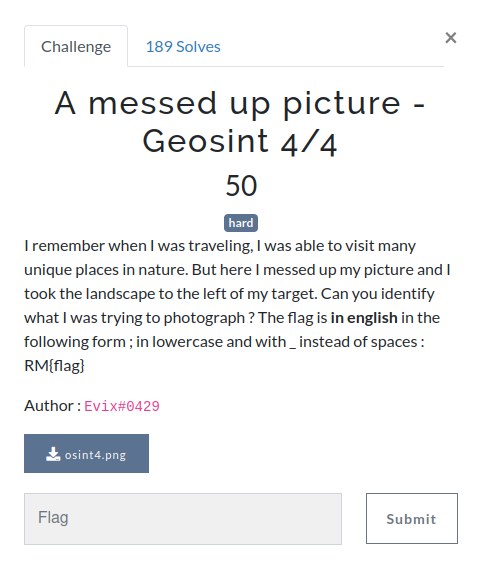 Challenge
189 Solves
×
A messed up picture -
Geosint 4/4
50
hard
I remember when I was traveling, I was able to visit many
unique places in nature. But here I messed up my picture and I
took the landscape to the left of my target. Can you identify
what I was trying to photograph ? The flag is in english in the
following form ; in lowercase and with _ instead of spaces :
RM{flag}
Author : Evix#0429
osint4.png
Flag
Submit